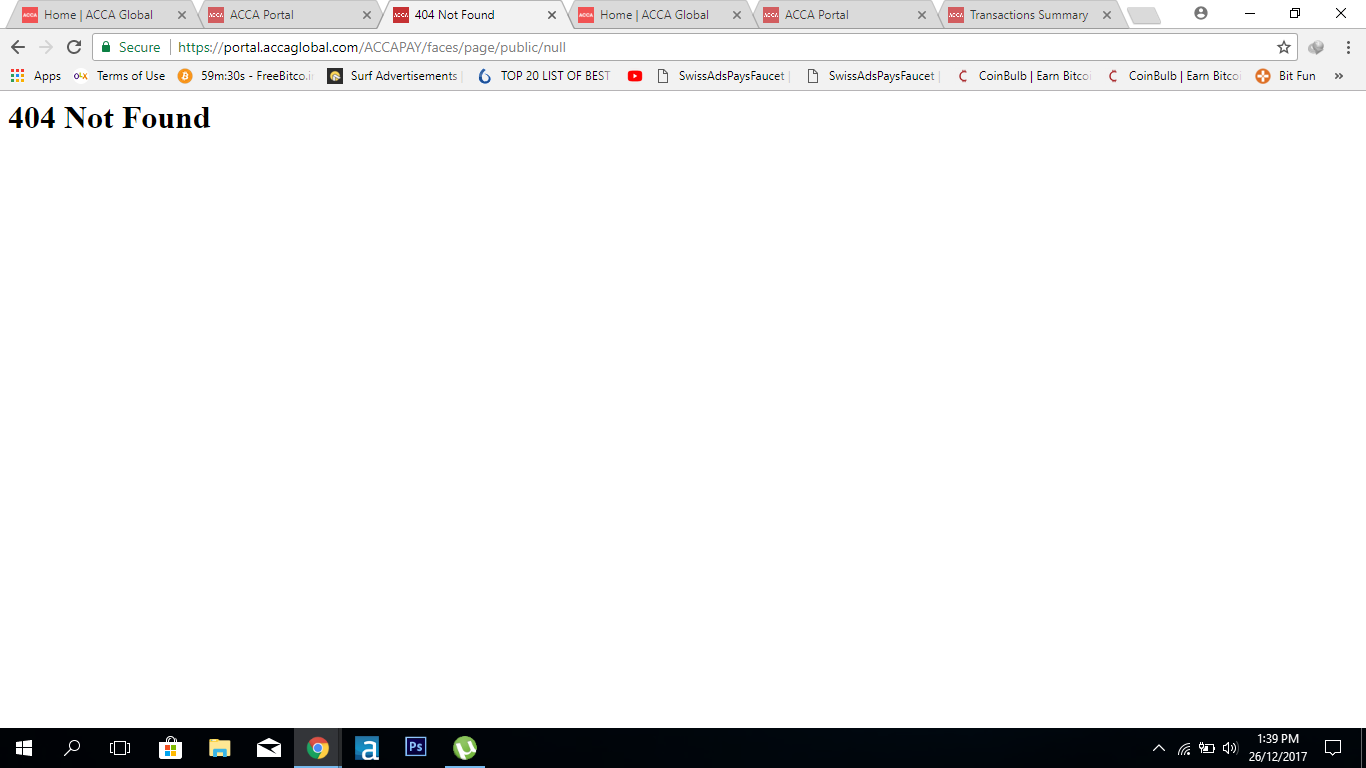 Home | ACCA Global
ACCA Portal
404 Not Found
Home | ACCA Global
ACCA Portal
Transactions Summary
Secure
https://portal.accaglobal.com/ACCAPAY/faces/page/public/null
Apps
Terms of Use
59m:30s - FreeBitco.in
Surf Advertisements
TOP 20 LIST OF BEST
SwissAdsPaysFaucet |
SwissAdsPaysFaucet |
CoinBulb | Earn Bitco
CoinBulb | Earn Bitco
Bit Fun
404 Not Found
Ps
1:39 PM
26/12/2017